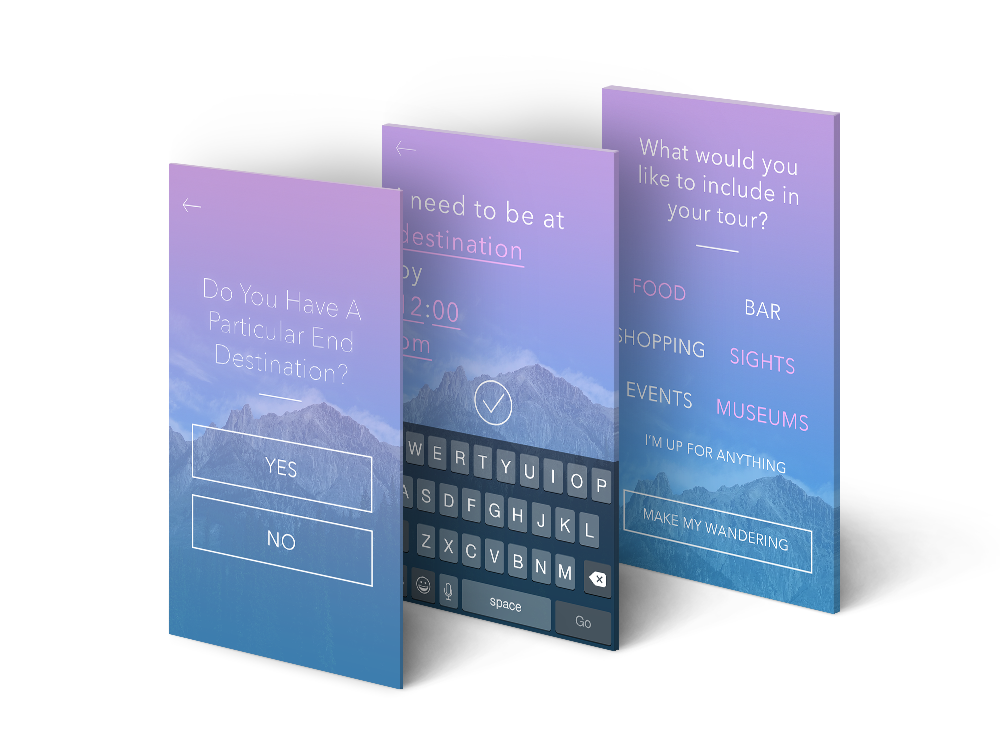 Do You Have A
Particular End
Destination?
YES
NO
need to be at
destination
by
12:00
pm
W E R T Y U I O P
A S D F G H J K L
Z X C V B N M
space
Go
What would you
like to include in
your tour?
FOOD
BAR
SHOPPING
SIGHTS
EVENTS
MUSEUMS
I'M UP FOR ANYTHING
MAKE MY WANDERING